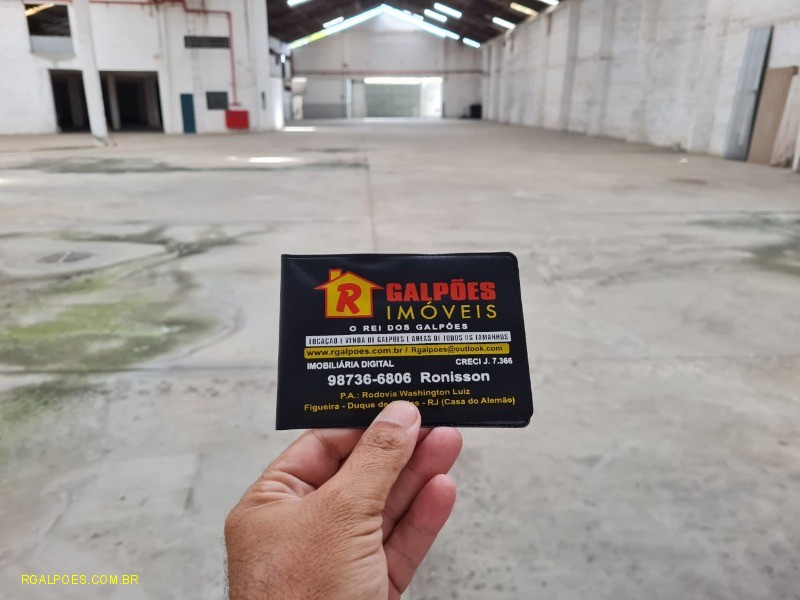 R GALPÕES
IMÓVEIS
O REI DOS GALPÕES
LOCAÇÃO E VENDA DE GALPÕES E ÁREAS DE TODOS OS TAMANHOS
www.rgalpoes.com.br / Rgalpoes@outlook.com
IMOBILIÁRIA DIGITAL CRECI J. 7.366
98736-6806 Ronisson
P.A.: Rodovia Washington Luiz
Figueira - Duque de - RJ (Casa do Alemão)
RGALPOES.COM.BR